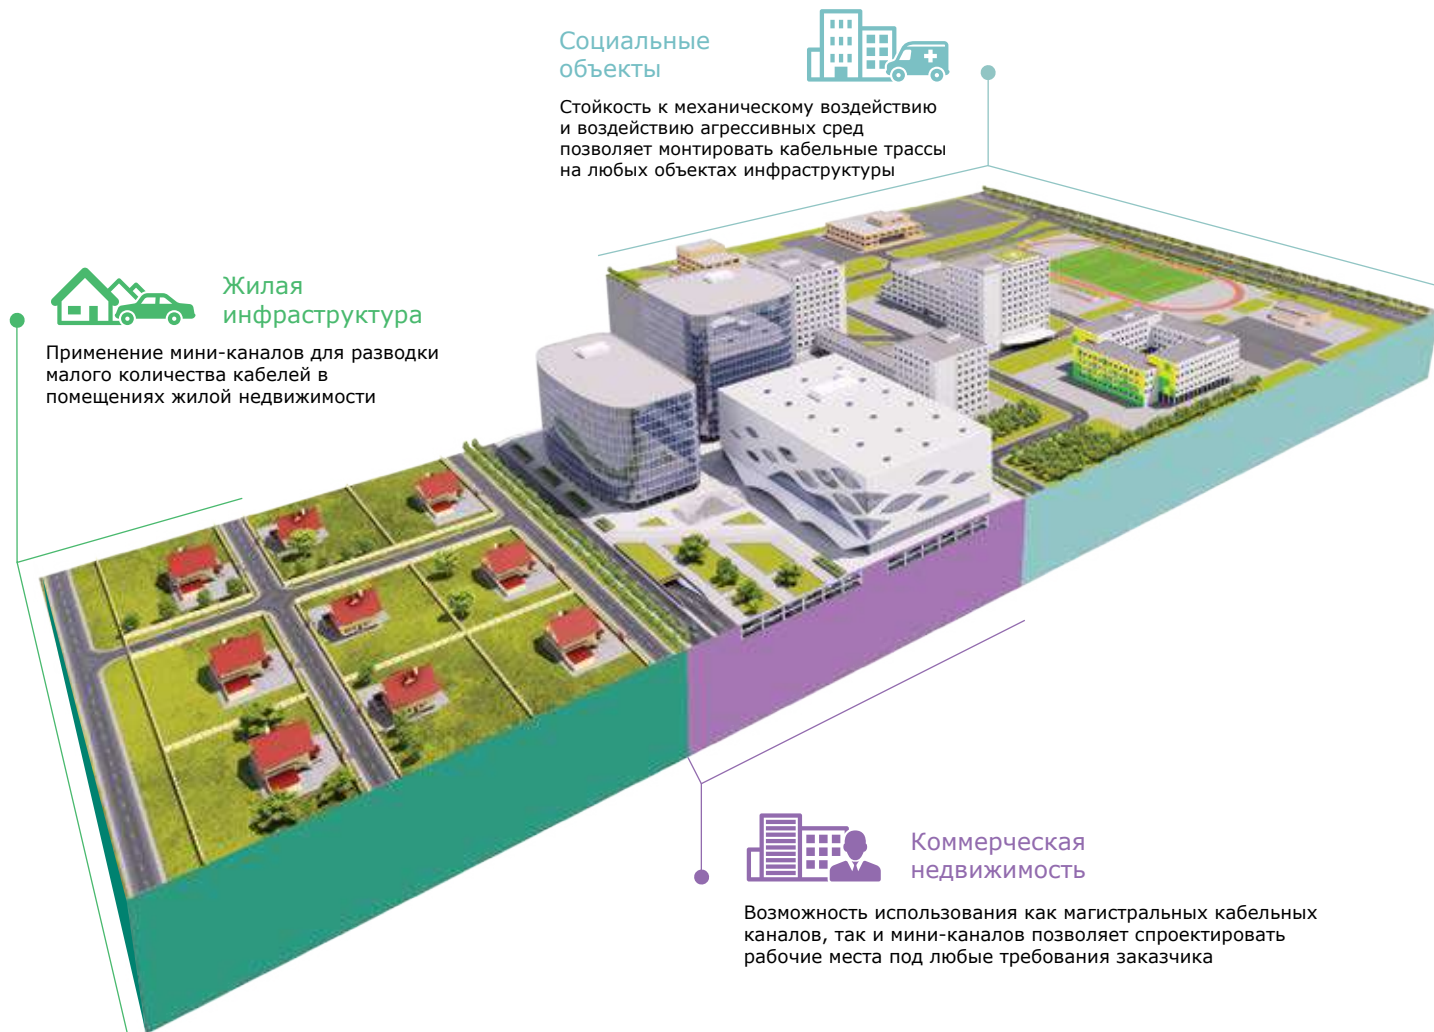 Социальные
объекты
Стойкость к механическому воздействию
и воздействию агрессивных сред
позволяет монтировать кабельные трассы
на любых объектах инфраструктуры
Жилая
инфраструктура
Применение мини-каналов для разводки
малого количества кабелей в
помещениях жилой недвижимости
Коммерческая
недвижимость
Возможность использования как магистральных кабельных
каналов, так и мини-каналов позволяет спроектировать
рабочие места под любые требования заказчика